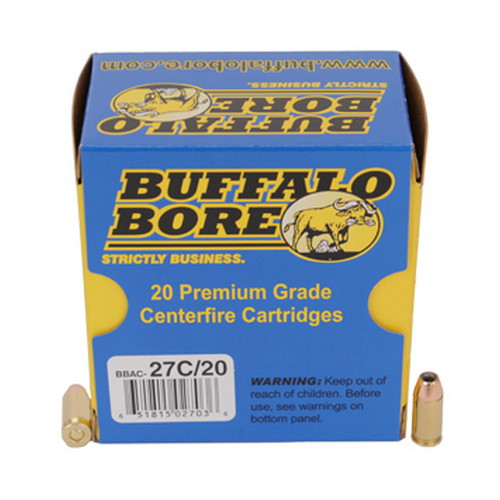 www.buffalobore.com
STRICTLY BUSINESS.
BUFFALO
BORE
BUFFALO
BORE
STRICTLY BUSINESS.
20 Premium Grade
Centerfire Cartridges
BBAC- 27C/20
6 51815 02703 8
WARNING: Keep out of
reach of children. Before
use, see warnings on
bottom panel.